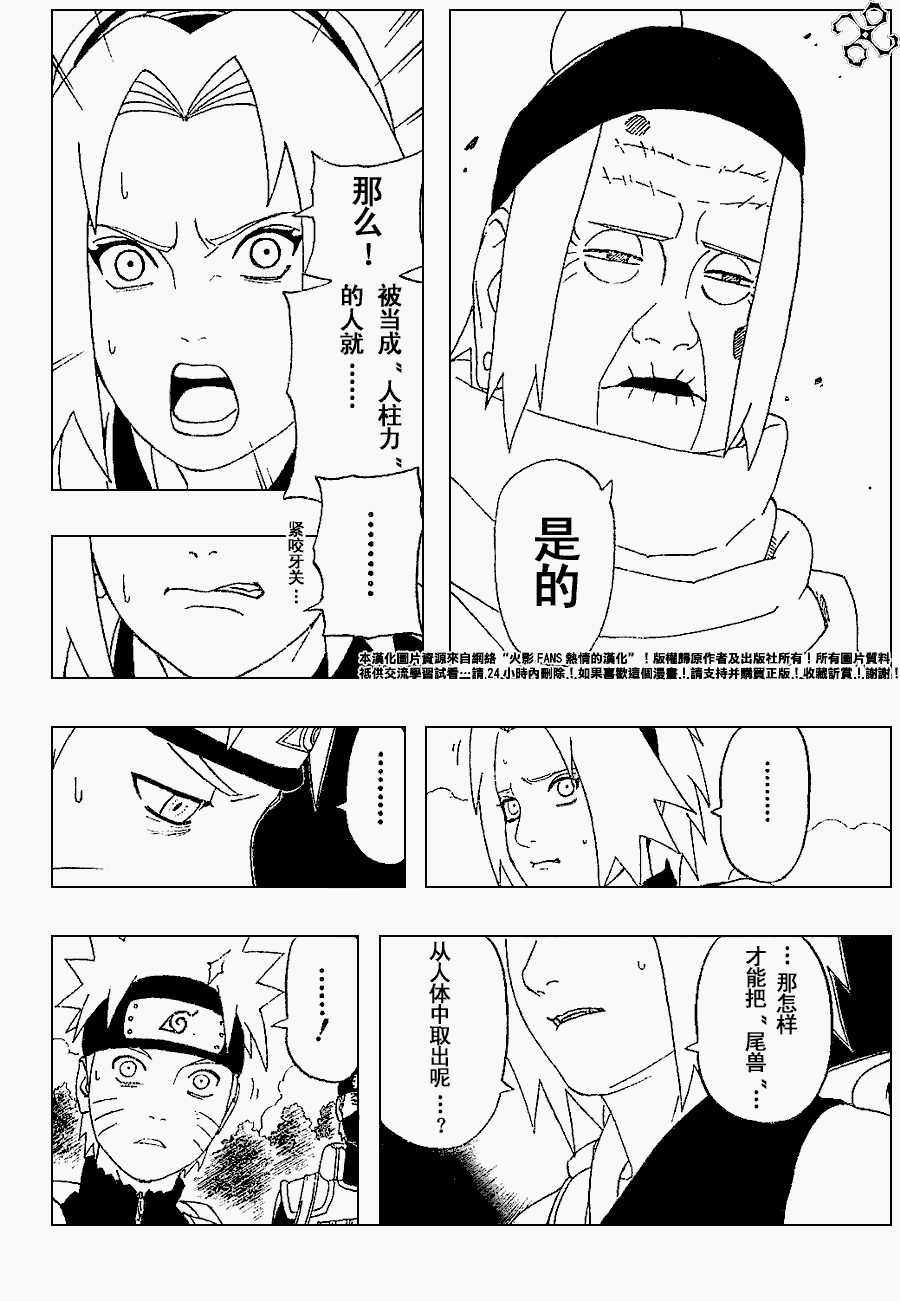 是的
那么！
被当成“人柱力”
的人就……
………
紧咬牙关…
本漢化圖片資源來自網絡“火影FANS 熱情的漢化”！版權歸原作者及出版社所有！所有圖片質料
祗供交流學習試看…請 24 小時內刪除！如果喜歡這個漫畫！請支持并購買正版！收藏訢賞！謝謝！
……
……
…那怎样
才能把“尾兽”…
从人体中取出呢…？
……！